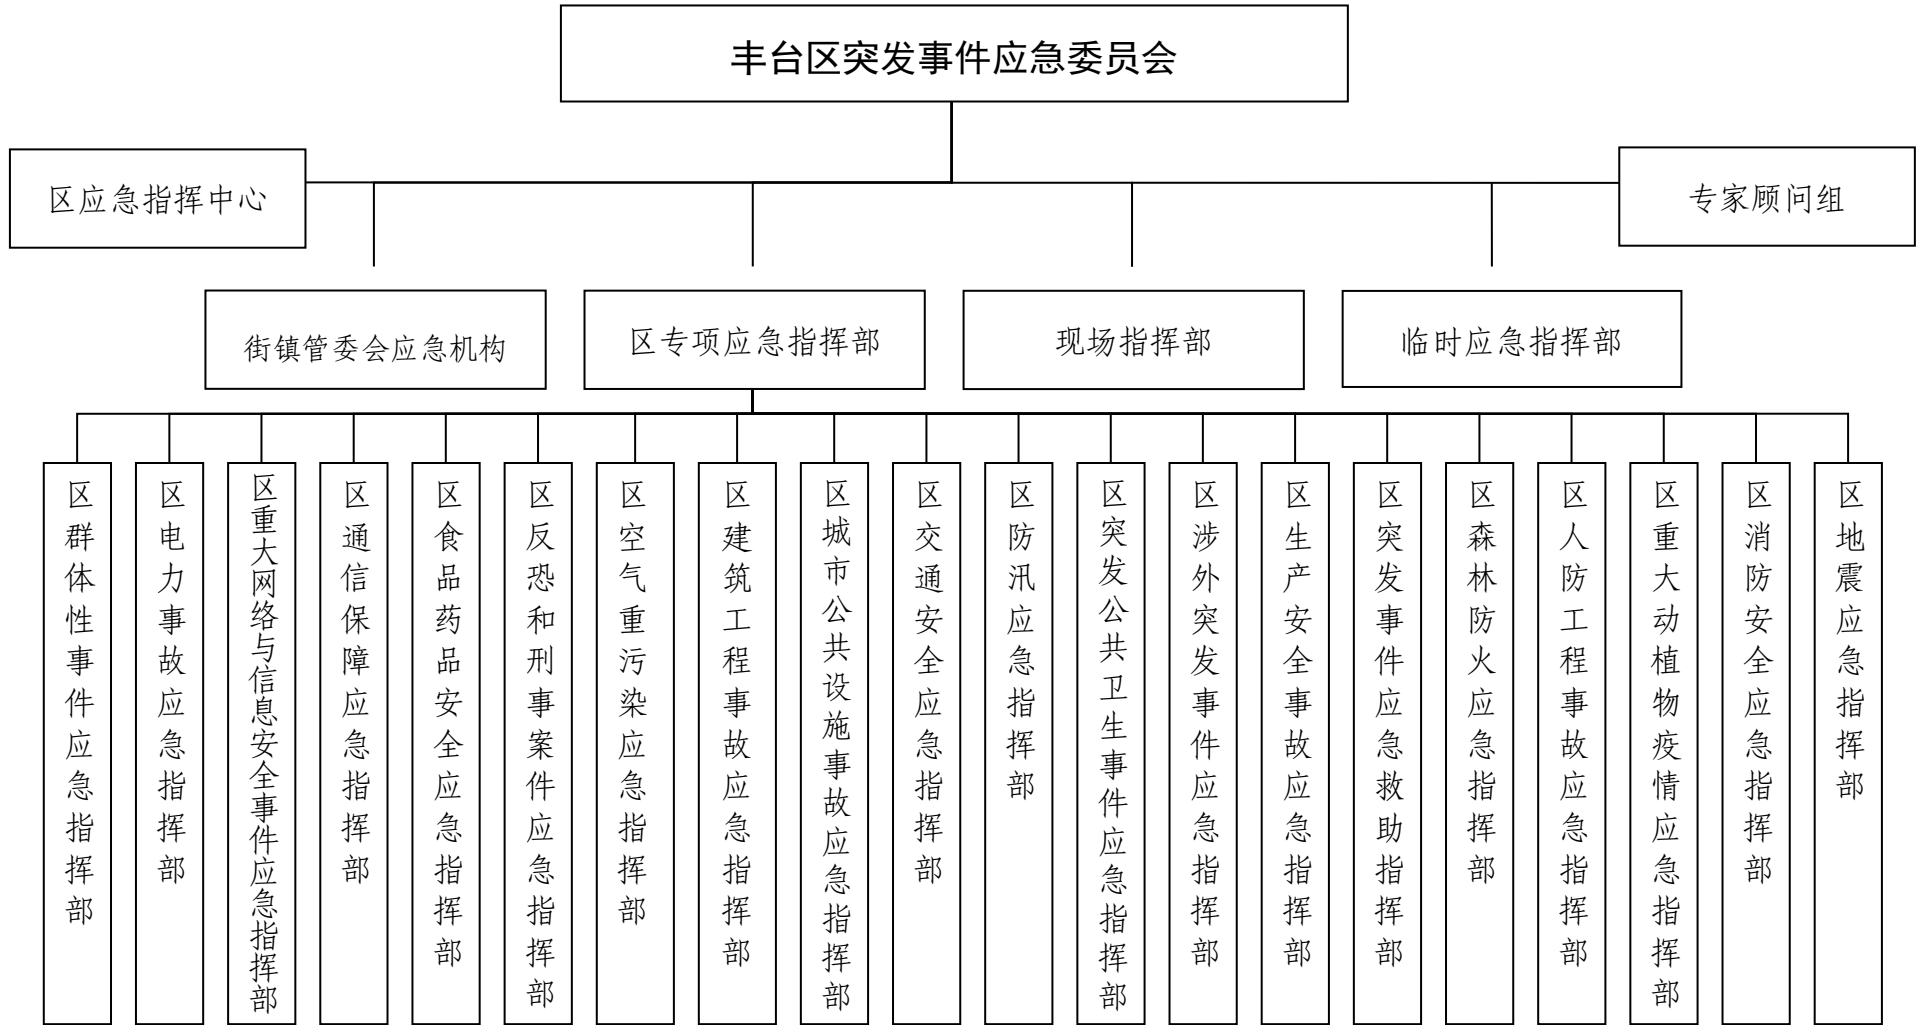 丰台区突发事件应急委员会
区应急指挥中心
专家顾问组
街镇管委会应急机构
区专项应急指挥部
现场指挥部
临时应急指挥部
区群体性事件应急指挥部
区电力事故应急指挥部
区重大网络与信息安全事件应急指挥部
区通信保障应急指挥部
区食品药品安全应急指挥部
区反恐和刑事案件应急指挥部
区空气重污染应急指挥部
区建筑工程事故应急指挥部
区城市公共设施事故应急指挥部
区交通安全应急指挥部
区防汛应急指挥部
区突发公共卫生事件应急指挥部
区涉外突发事件应急指挥部
区生产安全事故应急指挥部
区突发事件应急救助指挥部
区森林防火应急指挥部
区人防工程事故应急指挥部
区重大动植物疫情应急指挥部
区消防安全应急指挥部
区地震应急指挥部